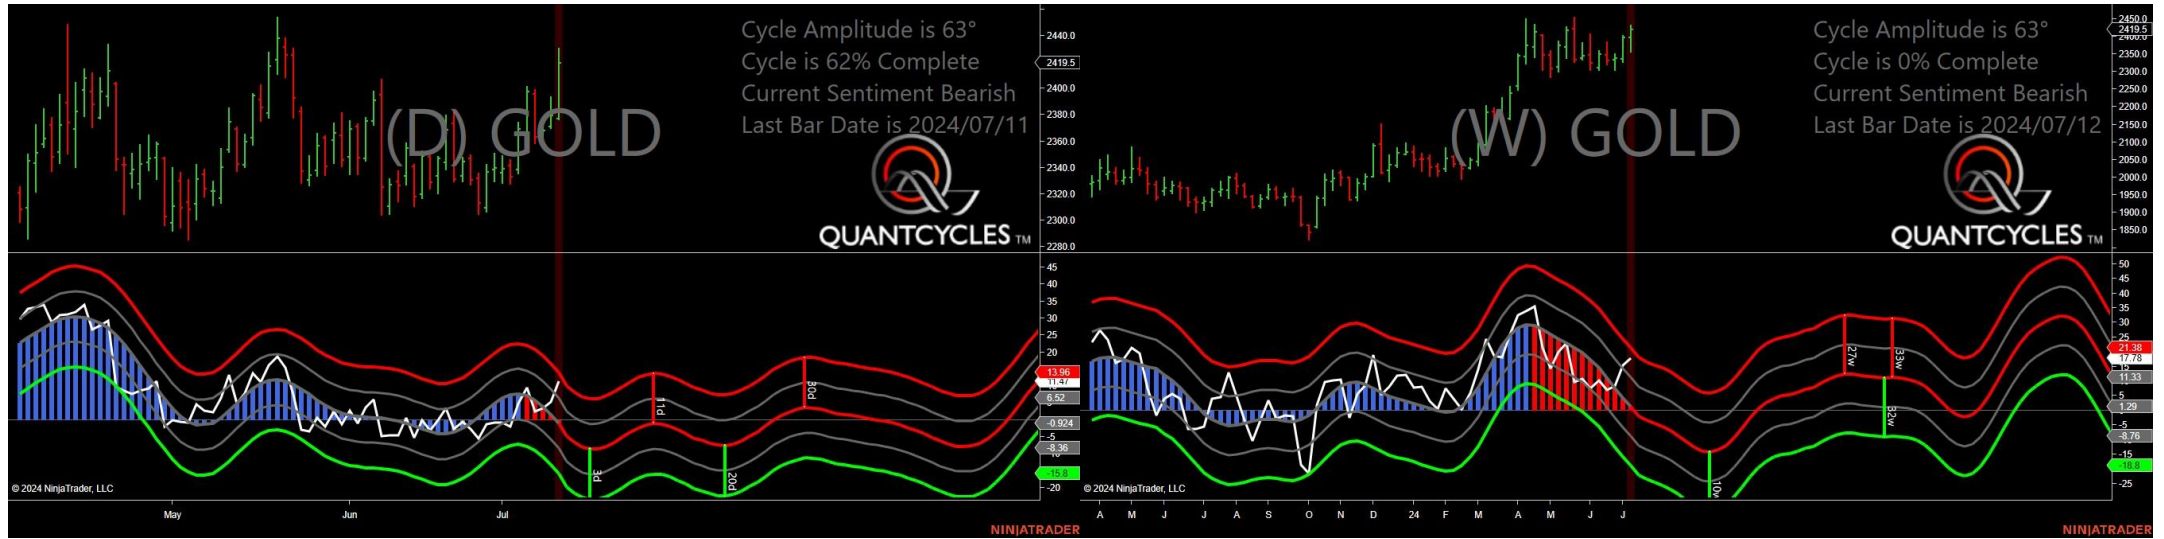 Cycle Amplitude is 63°
Cycle is 62% Complete
Current Sentiment Bearish
Last Bar Date is 2024/07/11
(D) GOLD
QUANTCYCLES TM
2440.0
2419.5
2400.0
2380.0
2360.0
2340.0
2320.0
2300.0
2280.0
45
40
35
30
25
20
13.96
11.47
6.52
-0.924
-5
-8.36
-15.8
-20
3d
11d
20d
30d
© 2024 NinjaTrader, LLC
May
Jun
Jul
NINJATRADER
Cycle Amplitude is 63°
Cycle is 0% Complete
Current Sentiment Bearish
Last Bar Date is 2024/07/12
(W) GOLD
QUANTCYCLES TM
2450.0
2419.5
2350.0
2300.0
2250.0
2200.0
2150.0
2100.0
2050.0
2000.0
1950.0
1900.0
1850.0
50
45
40
35
30
21.38
17.78
11.33
5
1.29
-5
-8.76
-15
-18.8
-25
10w
27w
32w
33w
© 2024 NinjaTrader, LLC
A M J J A S O N D 24 F M A M J J
NINJATRADER